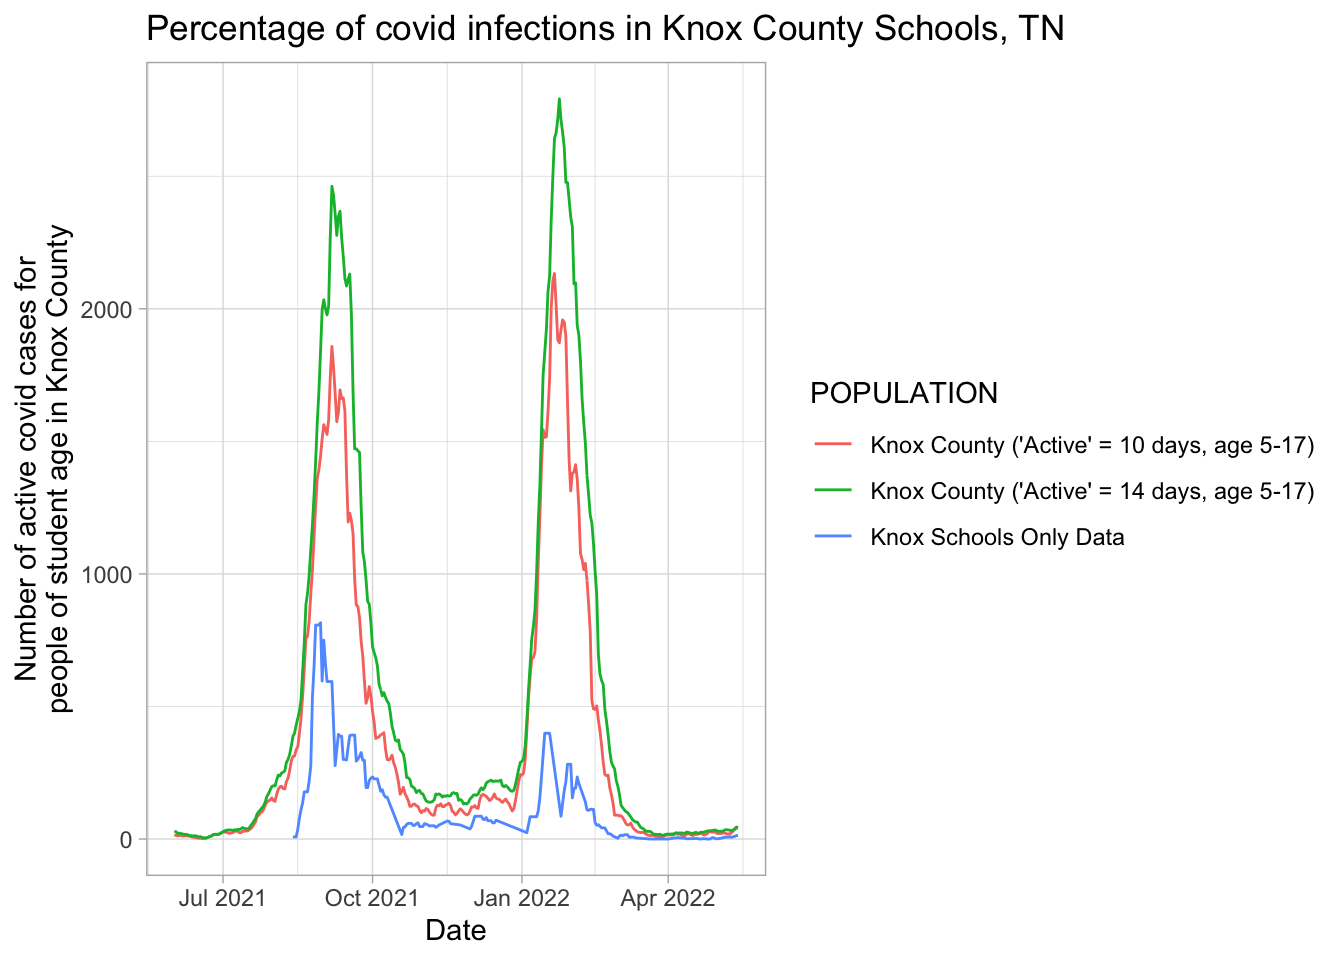 Percentage of covid infections in Knox County Schools, TN
Number of active covid cases for
people of student age in Knox County
2000
1000
0
Jul 2021
Oct 2021
Jan 2022
Apr 2022
Date
POPULATION
Knox County ('Active' = 10 days, age 5-17)
Knox County ('Active' = 14 days, age 5-17)
Knox Schools Only Data